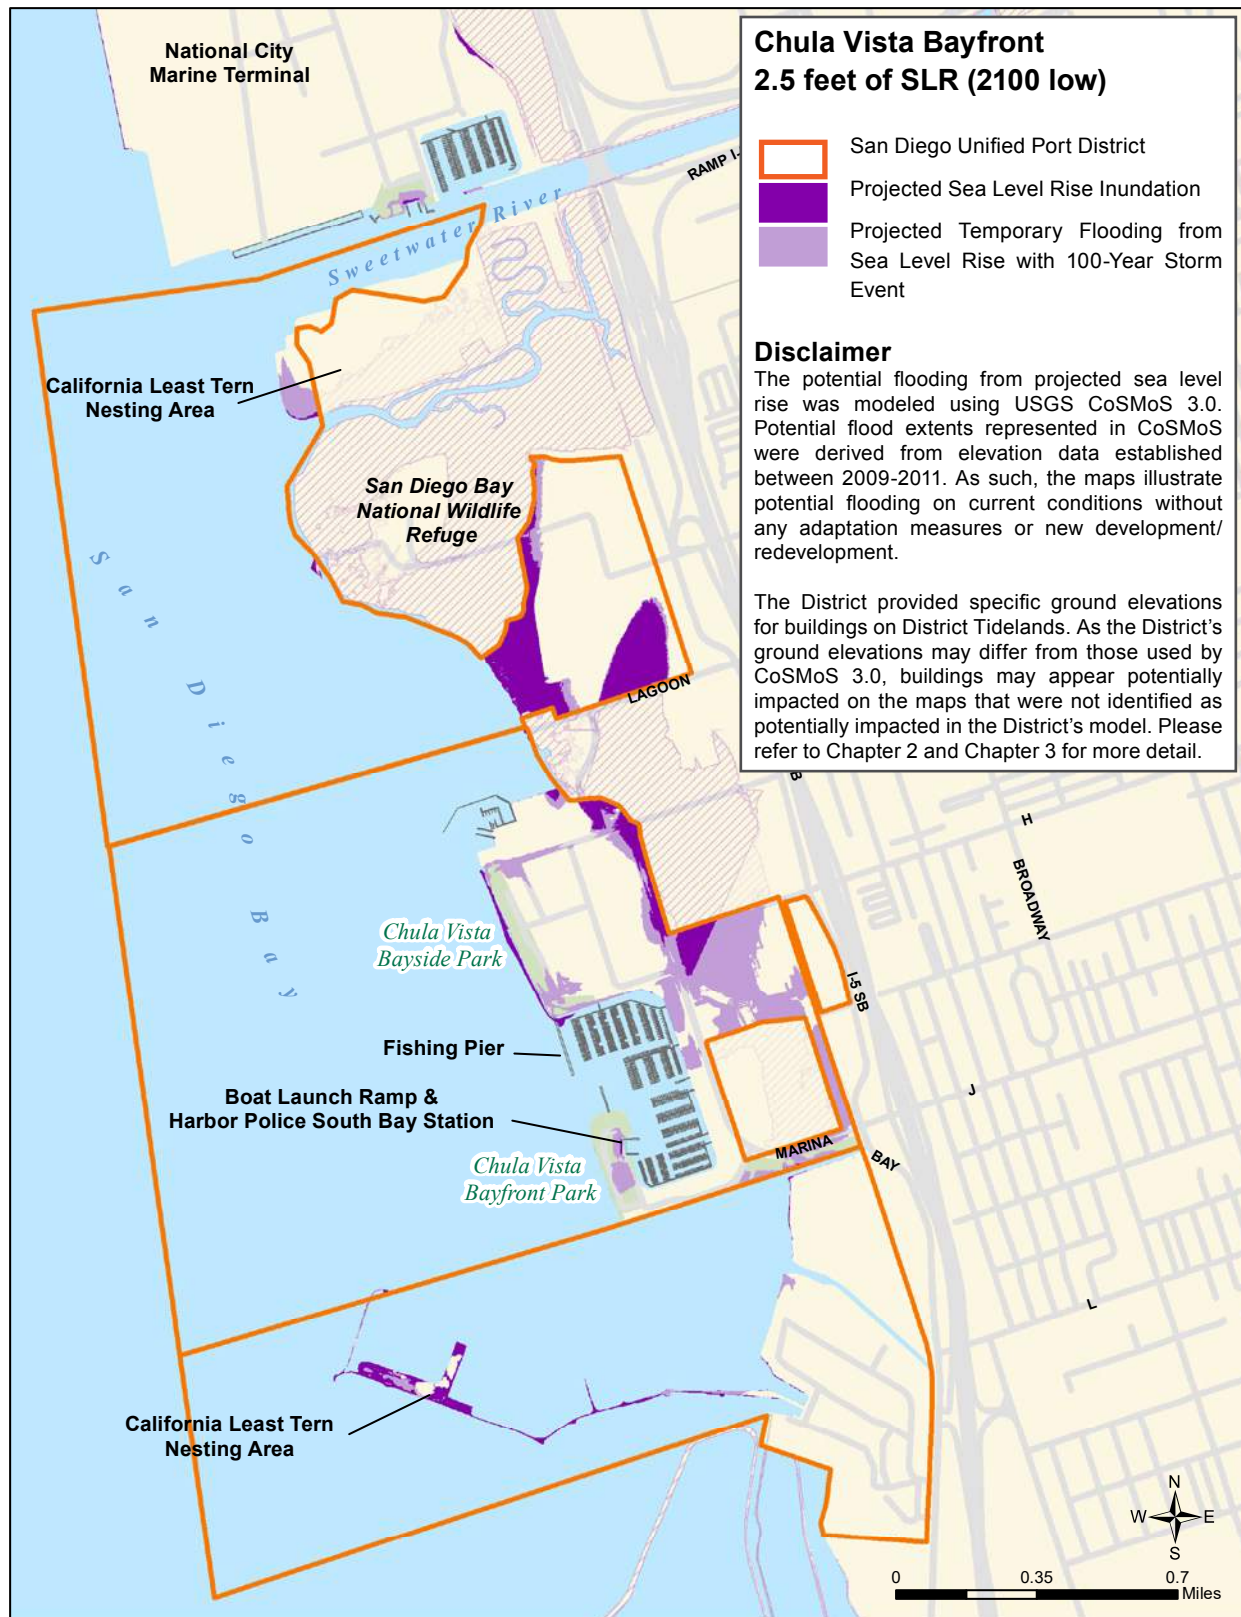 National City
Marine Terminal
Chula Vista Bayfront
2.5 feet of SLR (2100 low)
San Diego Unified Port District
Projected Sea Level Rise Inundation
Projected Temporary Flooding from
Sea Level Rise with 100-Year Storm
Event
Disclaimer
The potential flooding from projected sea level
rise was modeled using USGS CoSMoS 3.0.
Potential flood extents represented in CoSMoS
were derived from elevation data established
between 2009-2011. As such, the maps illustrate
potential flooding on current conditions without
any adaptation measures or new development/
redevelopment.
The District provided specific ground elevations
for buildings on District Tidelands. As the District's
ground elevations may differ from those used by
CoSMoS 3.0, buildings may appear potentially
impacted on the maps that were not identified as
potentially impacted in the District's model. Please
refer to Chapter 2 and Chapter 3 for more detail.
RAMP I-
Sweetwater River
California Least Tern
Nesting Area
San Diego Bay
National Wildlife
Refuge
San Diego Bay
LAGOON
B
H
BROADWAY
Chula Vista
Bayside Park
I-5 SB
Fishing Pier
J
Boat Launch Ramp &
Harbor Police South Bay Station
MARINA
BAY
Chula Vista
Bayfront Park
L
California Least Tern
Nesting Area
N
W E
S
0 0.35 0.7
Miles